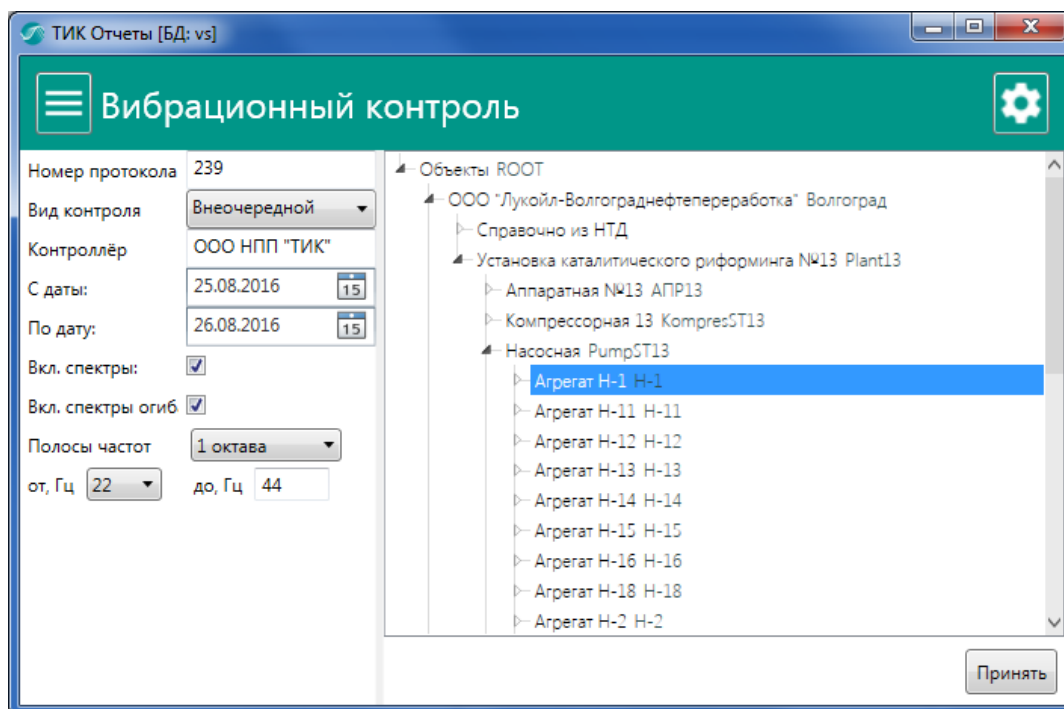 ТИК Отчеты [БД: vs]
Вибрационный контроль
Номер протокола 239
Вид контроля Внеочередной
Контроллёр ООО НПП "ТИК"
С даты: 25.08.2016 15
По дату: 26.08.2016 15
Вкл. спектры:
Вкл. спектры огиб
Полосы частот 1 октава
от, Гц 22 до, Гц 44
Объекты ROOT
ООО "Лукойл-Волгограднефтепереработка" Волгоград
Справочно из НТД
Установка каталитического риформинга №13 Plant13
Аппаратная №13 АПР13
Компрессорная 13 KompresST13
Насосная PumpST13
Агрегат Н-1 Н-1
Агрегат Н-11 Н-11
Агрегат Н-12 Н-12
Агрегат Н-13 Н-13
Агрегат Н-14 Н-14
Агрегат Н-15 Н-15
Агрегат Н-16 Н-16
Агрегат Н-18 Н-18
Агрегат Н-2 Н-2
Принять